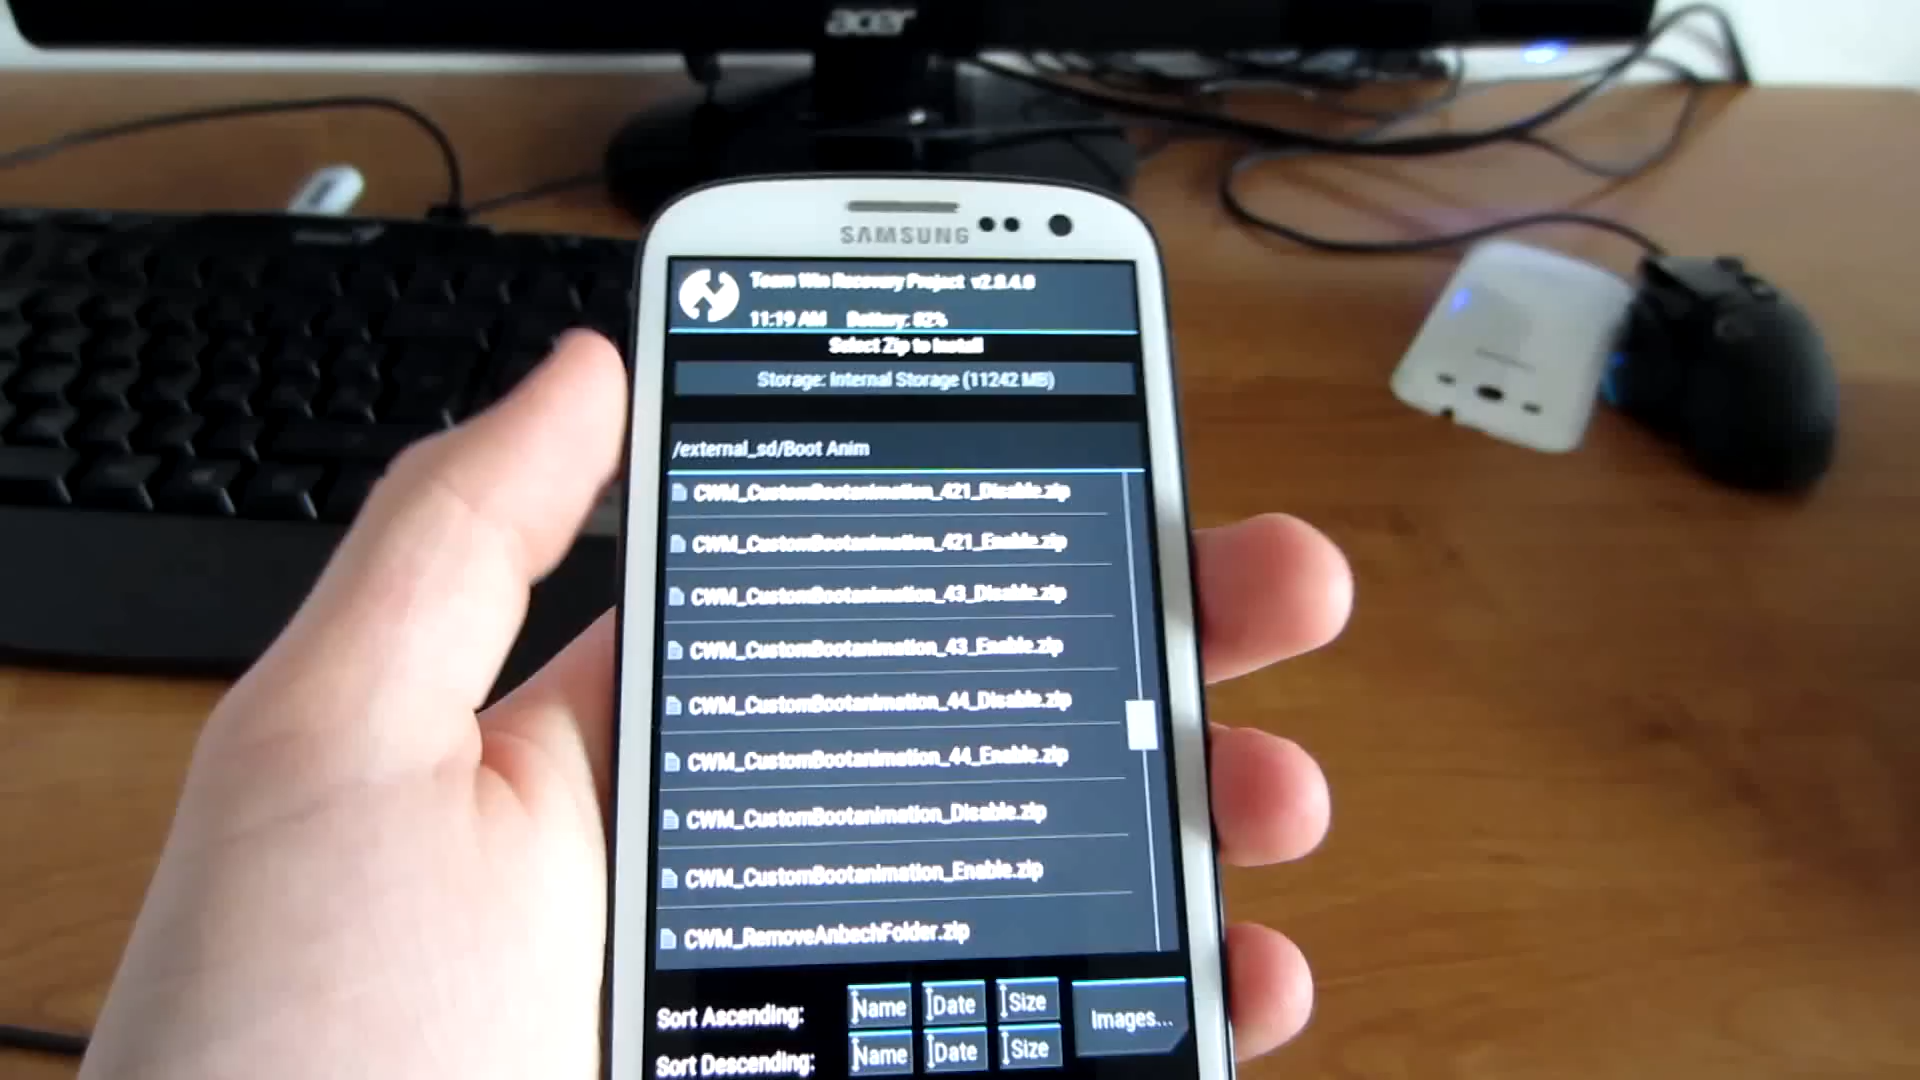 acer
SAMSUNG
Team Win Recovery Project v2.8.4.0
11:19 AM Battery: 82%
Select Zip to Install
Storage: Internal Storage (11242 MB)
/external_sd/Boot Anim
CWM_CustomBootanimation_421_Disable.zip
CWM_CustomBootanimation_421_Enable.zip
CWM_CustomBootanimation_43_Disable.zip
CWM_CustomBootanimation_43_Enable.zip
CWM_CustomBootanimation_44_Disable.zip
CWM_CustomBootanimation_44_Enable.zip
CWM_CustomBootanimation_Disable.zip
CWM_CustomBootanimation_Enable.zip
CWM_RemoveAnbechFolder.zip
Sort Ascending: Name Date Size Images...
Sort Descending: Name Date Size